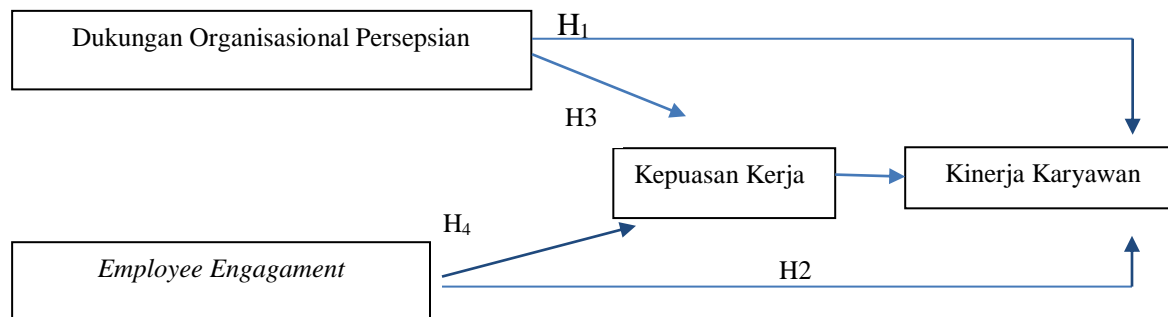 Dukungan Organisasional Persepsian
H1
H3
Kepuasan Kerja
Kinerja Karyawan
H4
Employee Engagament
H2